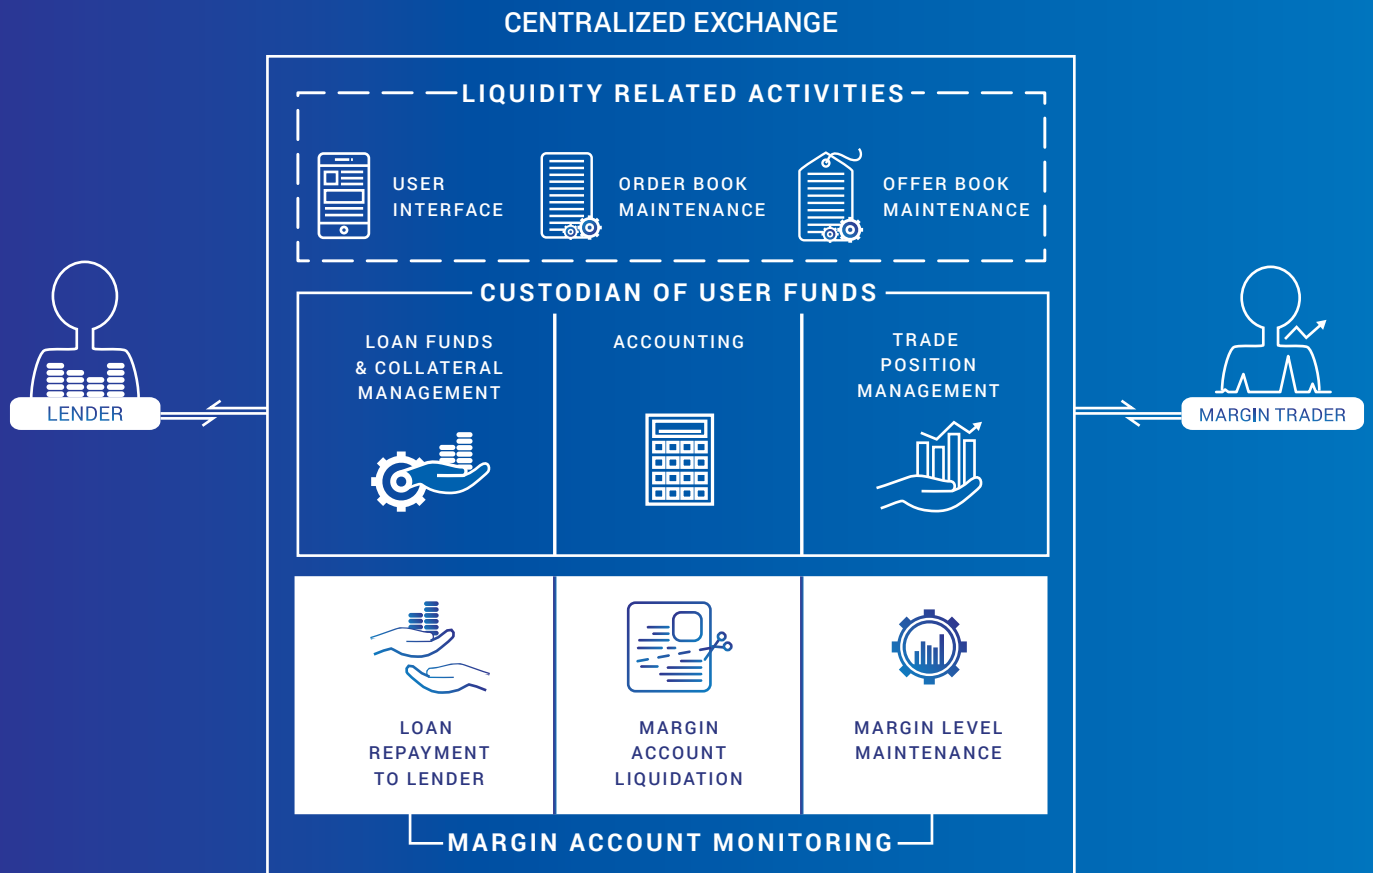 CENTRALIZED EXCHANGE
LIQUIDITY RELATED ACTIVITIES
USER
INTERFACE
ORDER BOOK
MAINTENANCE
OFFER BOOK
MAINTENANCE
CUSTODIAN OF USER FUNDS
LOAN FUNDS
& COLLATERAL
MANAGEMENT
ACCOUNTING
TRADE
POSITION
MANAGEMENT
LENDER
MARGIN TRADER
LOAN
REPAYMENT
TO LENDER
MARGIN
ACCOUNT
LIQUIDATION
MARGIN LEVEL
MAINTENANCE
MARGIN ACCOUNT MONITORING